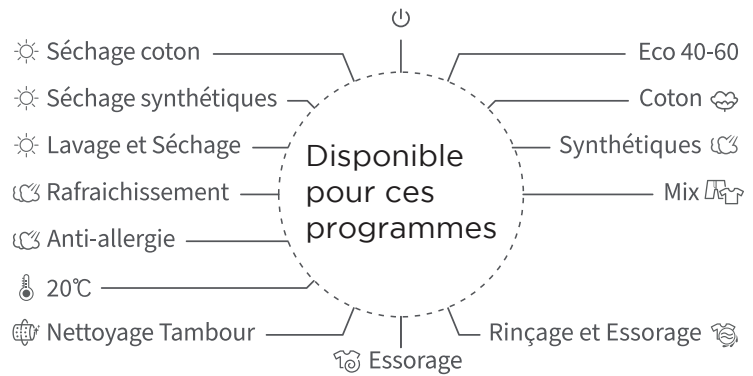 Séchage coton
Séchage synthétiques
Lavage et Séchage
Rafraichissement
Anti-allergie
20℃
Nettoyage Tambour
Disponible
pour ces
programmes
Essorage
Eco 40-60
Coton
Synthétiques
Mix
Rinçage et Essorage